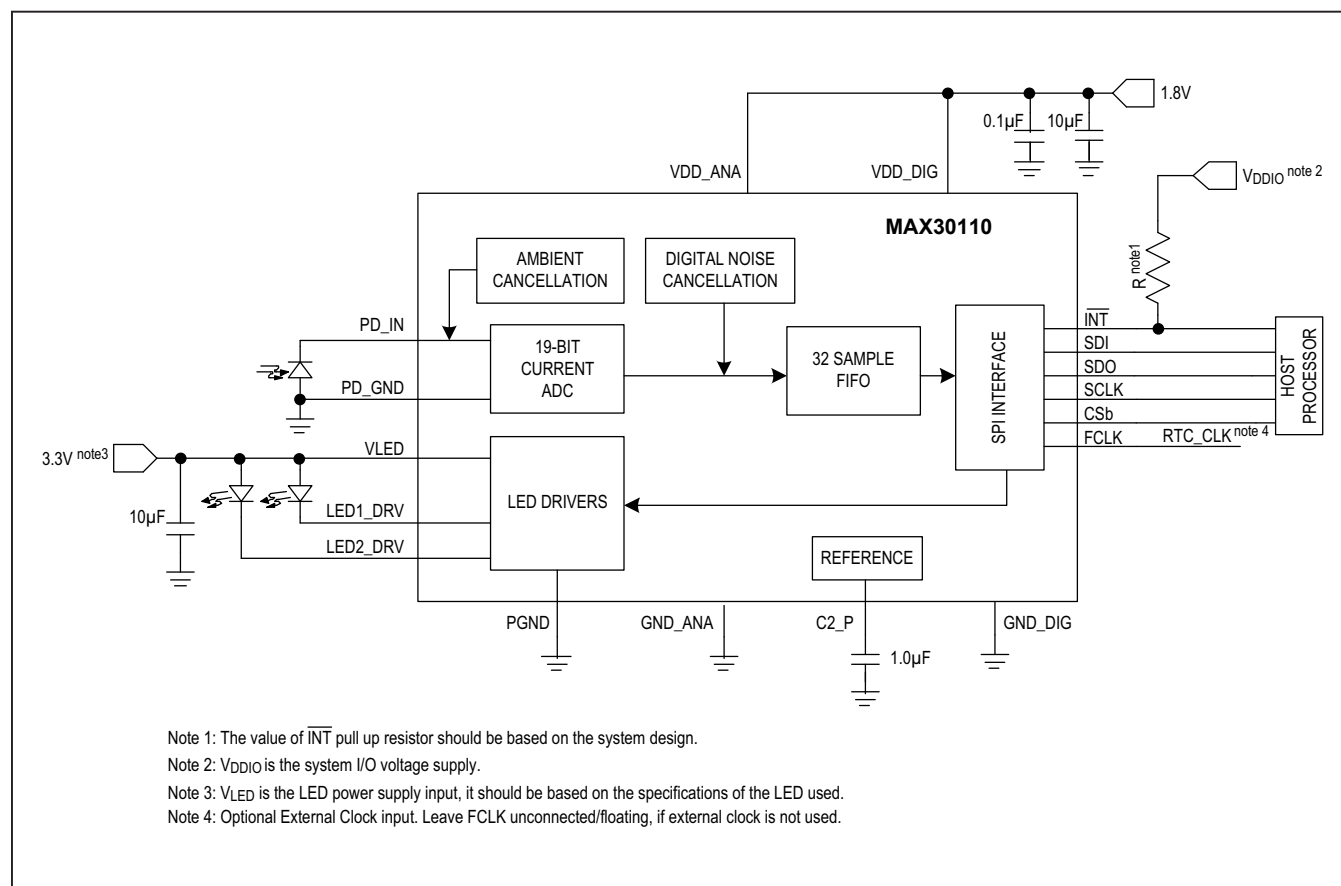 1.8V
0.1µF
10µF
VDD_ANA
VDD_DIG
VDDIO note 2
MAX30110
R note1
AMBIENT
CANCELLATION
DIGITAL NOISE
CANCELLATION
PD_IN
19-BIT
CURRENT
ADC
32 SAMPLE
FIFO
SPI INTERFACE
INT
SDI
SDO
SCLK
CSb
FCLK
RTC_CLK note 4
HOST
PROCESSOR
PD_GND
3.3V note3
VLED
LED DRIVERS
10µF
LED1_DRV
LED2_DRV
REFERENCE
PGND
GND_ANA
C2_P
GND_DIG
1.0µF
Note 1: The value of INT pull up resistor should be based on the system design.
Note 2: VDDIO is the system I/O voltage supply.
Note 3: VLED is the LED power supply input, it should be based on the specifications of the LED used.
Note 4: Optional External Clock input. Leave FCLK unconnected/floating, if external clock is not used.